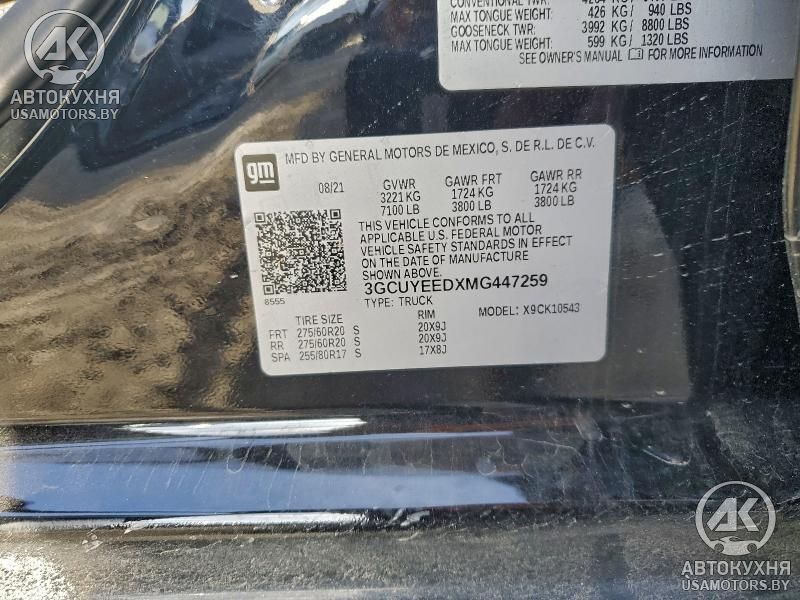 CONVENTIONAL TWR:
MAX TONGUE WEIGHT: 426 KG / 940 LBS
GOOSENECK TWR: 3992 KG / 8800 LBS
MAX TONGUE WEIGHT: 599 KG / 1320 LBS
SEE OWNER'S MANUAL FOR MORE INFORMATION
AK
АВТОКУХНЯ
USAMOTORS.BY
gm
MFD BY GENERAL MOTORS DE MEXICO, S. DE R.L. DE C.V.
08/21 GVWR GAWR FRT GAWR RR
3221 KG 1724 KG 1724 KG
7100 LB 3800 LB 3800 LB
THIS VEHICLE CONFORMS TO ALL
APPLICABLE U.S. FEDERAL MOTOR
VEHICLE SAFETY STANDARDS IN EFFECT
ON THE DATE OF MANUFACTURE
SHOWN ABOVE.
3GCUYEEDXMG447259
8555 TYPE: TRUCK MODEL: X9CK10543
TIRE SIZE RIM
FRT 275/60R20 S 20X9J
RR 275/60R20 S 20X9J
SPA 255/80R17 S 17X8J
AK
АВТОКУХНЯ
USAMOTORS.BY